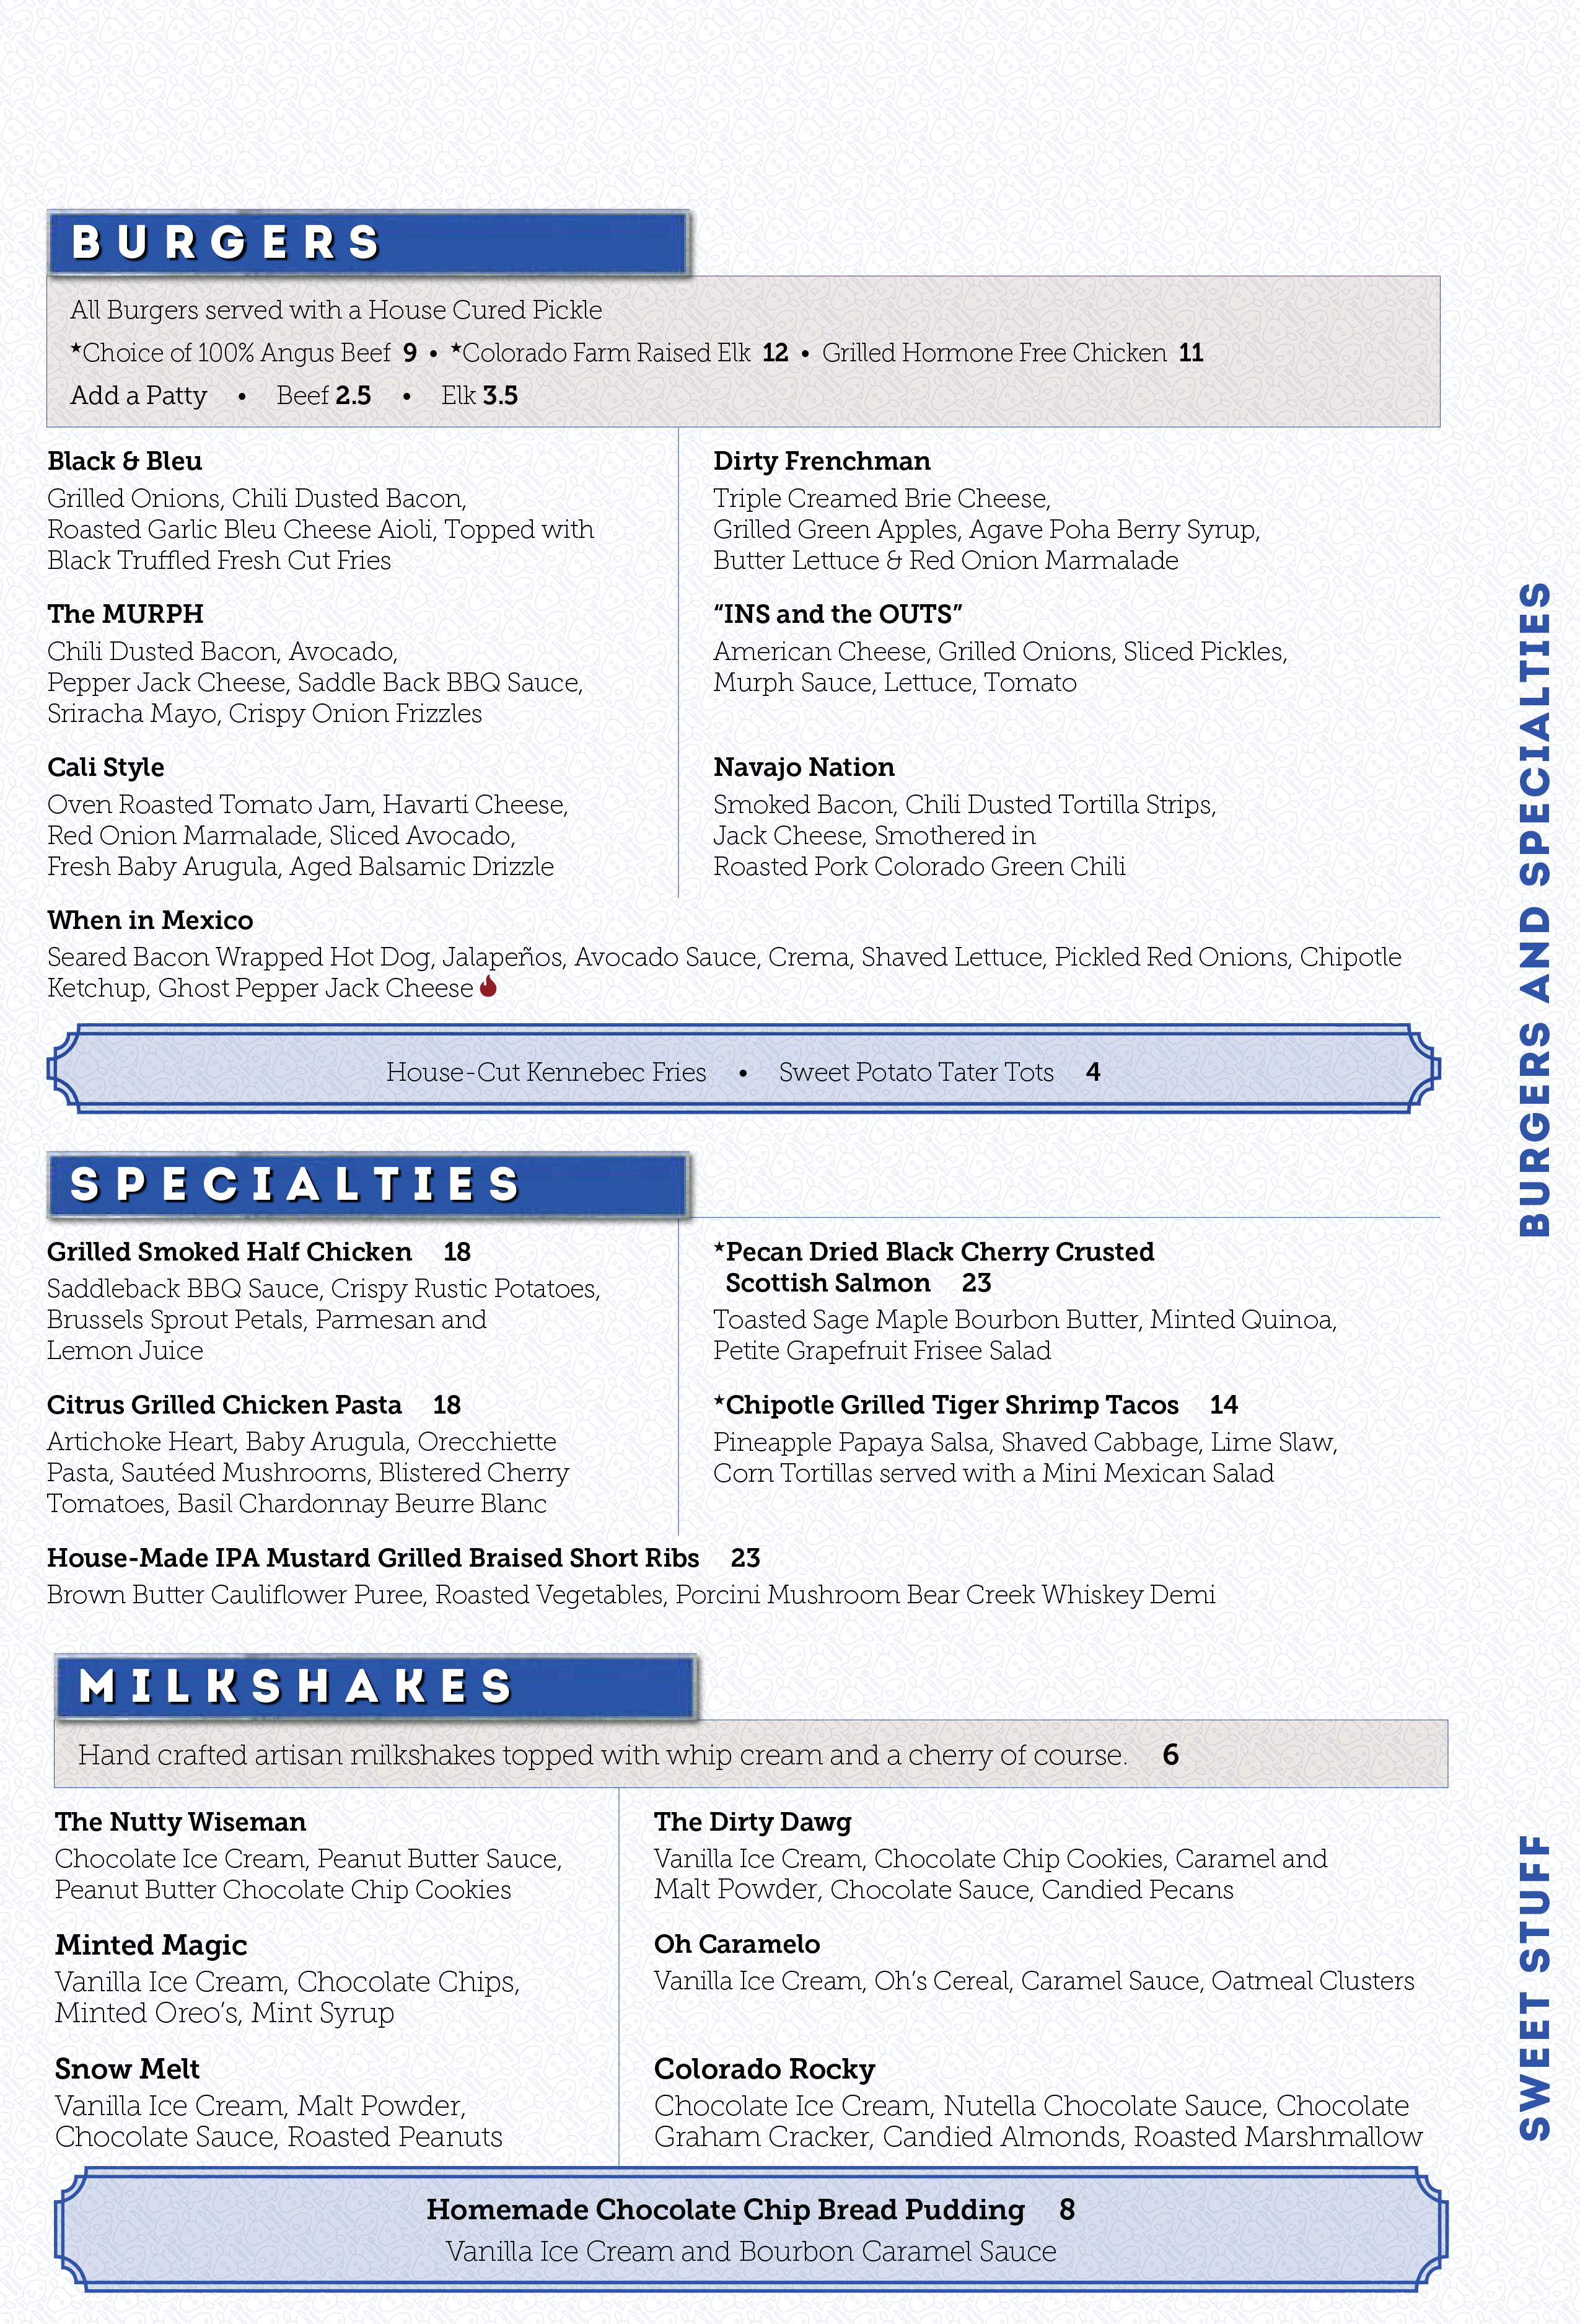 BURGERS
All Burgers served with a House Cured Pickle
★Choice of 100% Angus Beef 9 • ★Colorado Farm Raised Elk 12 • Grilled Hormone Free Chicken 11
Add a Patty • Beef 2.5 • Elk 3.5
Black & Bleu
Grilled Onions, Chili Dusted Bacon,
Roasted Garlic Bleu Cheese Aioli, Topped with
Black Truffled Fresh Cut Fries
The MURPH
Chili Dusted Bacon, Avocado,
Pepper Jack Cheese, Saddle Back BBQ Sauce,
Sriracha Mayo, Crispy Onion Frizzles
Cali Style
Oven Roasted Tomato Jam, Havarti Cheese,
Red Onion Marmalade, Sliced Avocado,
Fresh Baby Arugula, Aged Balsamic Drizzle
Dirty Frenchman
Triple Creamed Brie Cheese,
Grilled Green Apples, Agave Poha Berry Syrup,
Butter Lettuce & Red Onion Marmalade
“INS and the OUTS”
American Cheese, Grilled Onions, Sliced Pickles,
Murph Sauce, Lettuce, Tomato
Navajo Nation
Smoked Bacon, Chili Dusted Tortilla Strips,
Jack Cheese, Smothered in
Roasted Pork Colorado Green Chili
When in Mexico
Seared Bacon Wrapped Hot Dog, Jalapeños, Avocado Sauce, Crema, Shaved Lettuce, Pickled Red Onions, Chipotle
Ketchup, Ghost Pepper Jack Cheese
House-Cut Kennebec Fries • Sweet Potato Tater Tots 4
SPECIALTIES
Grilled Smoked Half Chicken 18
Saddleback BBQ Sauce, Crispy Rustic Potatoes,
Brussels Sprout Petals, Parmesan and
Lemon Juice
Citrus Grilled Chicken Pasta 18
Artichoke Heart, Baby Arugula, Orecchiette
Pasta, Sautéed Mushrooms, Blistered Cherry
Tomatoes, Basil Chardonnay Beurre Blanc
★Pecan Dried Black Cherry Crusted
Scottish Salmon 23
Toasted Sage Maple Bourbon Butter, Minted Quinoa,
Petite Grapefruit Frisee Salad
★Chipotle Grilled Tiger Shrimp Tacos 14
Pineapple Papaya Salsa, Shaved Cabbage, Lime Slaw,
Corn Tortillas served with a Mini Mexican Salad
House-Made IPA Mustard Grilled Braised Short Ribs 23
Brown Butter Cauliflower Puree, Roasted Vegetables, Porcini Mushroom Bear Creek Whiskey Demi
BURGERS AND SPECIALTIES
MILKSHAKES
Hand crafted artisan milkshakes topped with whip cream and a cherry of course. 6
The Nutty Wiseman
Chocolate Ice Cream, Peanut Butter Sauce,
Peanut Butter Chocolate Chip Cookies
Minted Magic
Vanilla Ice Cream, Chocolate Chips,
Minted Oreo’s, Mint Syrup
Snow Melt
Vanilla Ice Cream, Malt Powder,
Chocolate Sauce, Roasted Peanuts
The Dirty Dawg
Vanilla Ice Cream, Chocolate Chip Cookies, Caramel and
Malt Powder, Chocolate Sauce, Candied Pecans
Oh Caramelo
Vanilla Ice Cream, Oh’s Cereal, Caramel Sauce, Oatmeal Clusters
Colorado Rocky
Chocolate Ice Cream, Nutella Chocolate Sauce, Chocolate
Graham Cracker, Candied Almonds, Roasted Marshmallow
Homemade Chocolate Chip Bread Pudding 8
Vanilla Ice Cream and Bourbon Caramel Sauce
SWEET STUFF